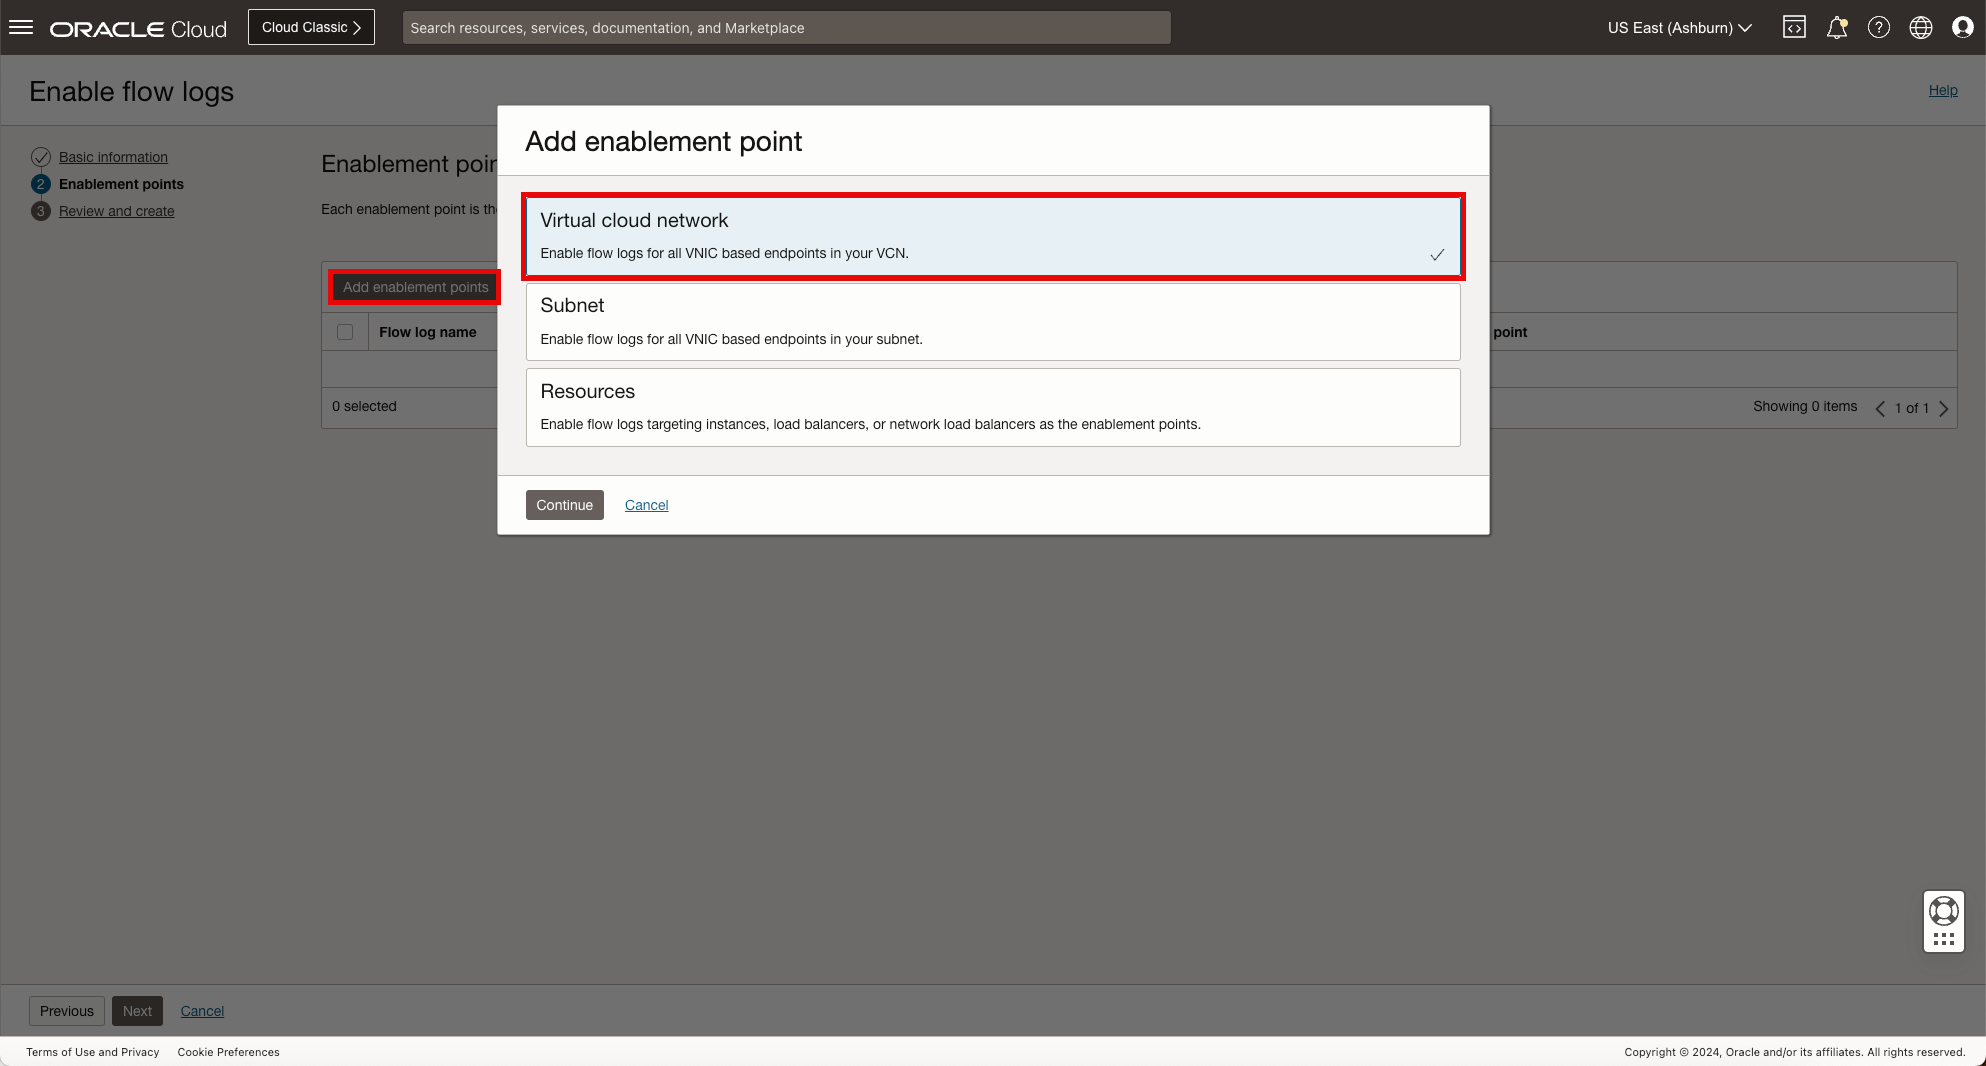 ORACLE Cloud
Cloud Classic
Search resources, services, documentation, and Marketplace
US East (Ashburn)
Enable flow logs
Help
Basic information
2 Enablement points
3 Review and create
Enablement poin
Each enablement point is the
Add enablement points
Flow log name
point
0 selected
Showing 0 items
1 of 1
Add enablement point
Virtual cloud network
Enable flow logs for all VNIC based endpoints in your VCN.
Subnet
Enable flow logs for all VNIC based endpoints in your subnet.
Resources
Enable flow logs targeting instances, load balancers, or network load balancers as the enablement points.
Continue
Cancel
Previous
Next
Cancel
Terms of Use and Privacy
Cookie Preferences
Copyright © 2024, Oracle and/or its affiliates. All rights reserved.